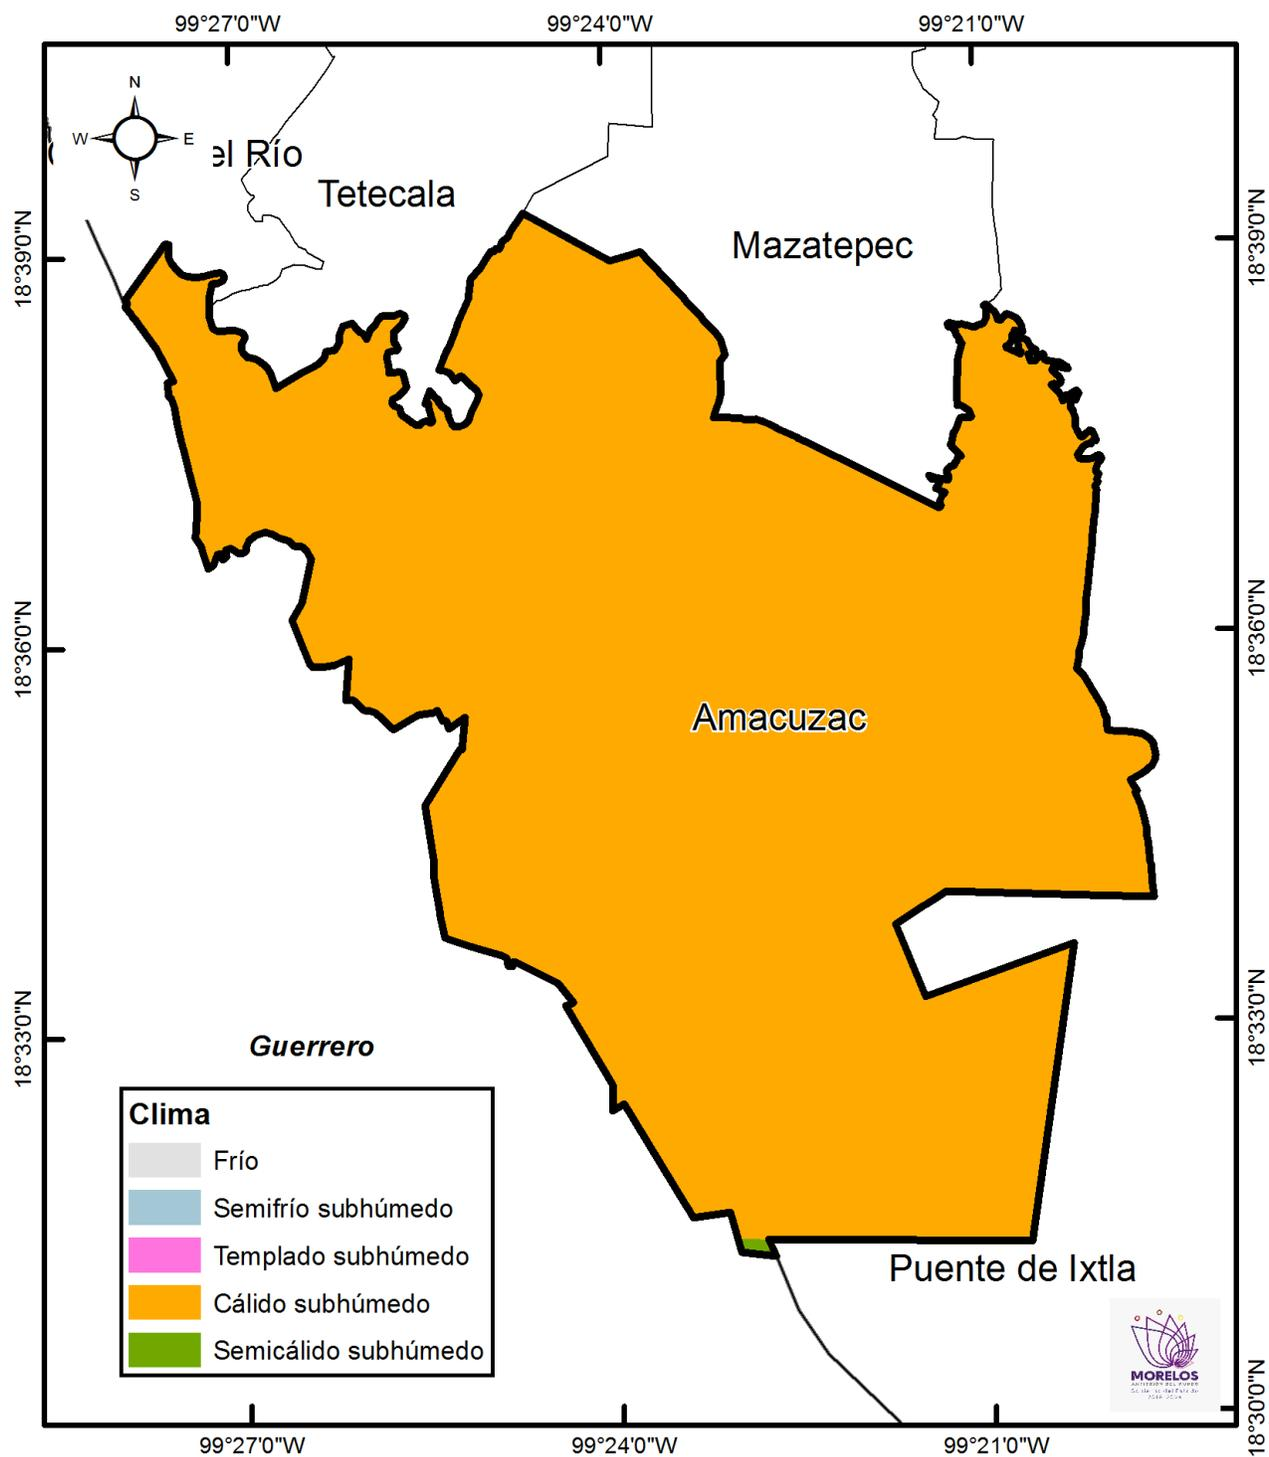 99°27'0"W
99°24'0"W
99°21'0"W
N
W
E
S
el Río
Tetecala
Mazatepec
18°39'0"N
18°39'0"N
18°36'0"N
18°36'0"N
Amacuzac
18°33'0"N
18°33'0"N
Guerrero
Clima
Frío
Semifrío subhúmedo
Templado subhúmedo
Cálido subhúmedo
Semicálido subhúmedo
Puente de Ixtla
MORELOS
18°30'0"N
99°27'0"W
99°24'0"W
99°21'0"W